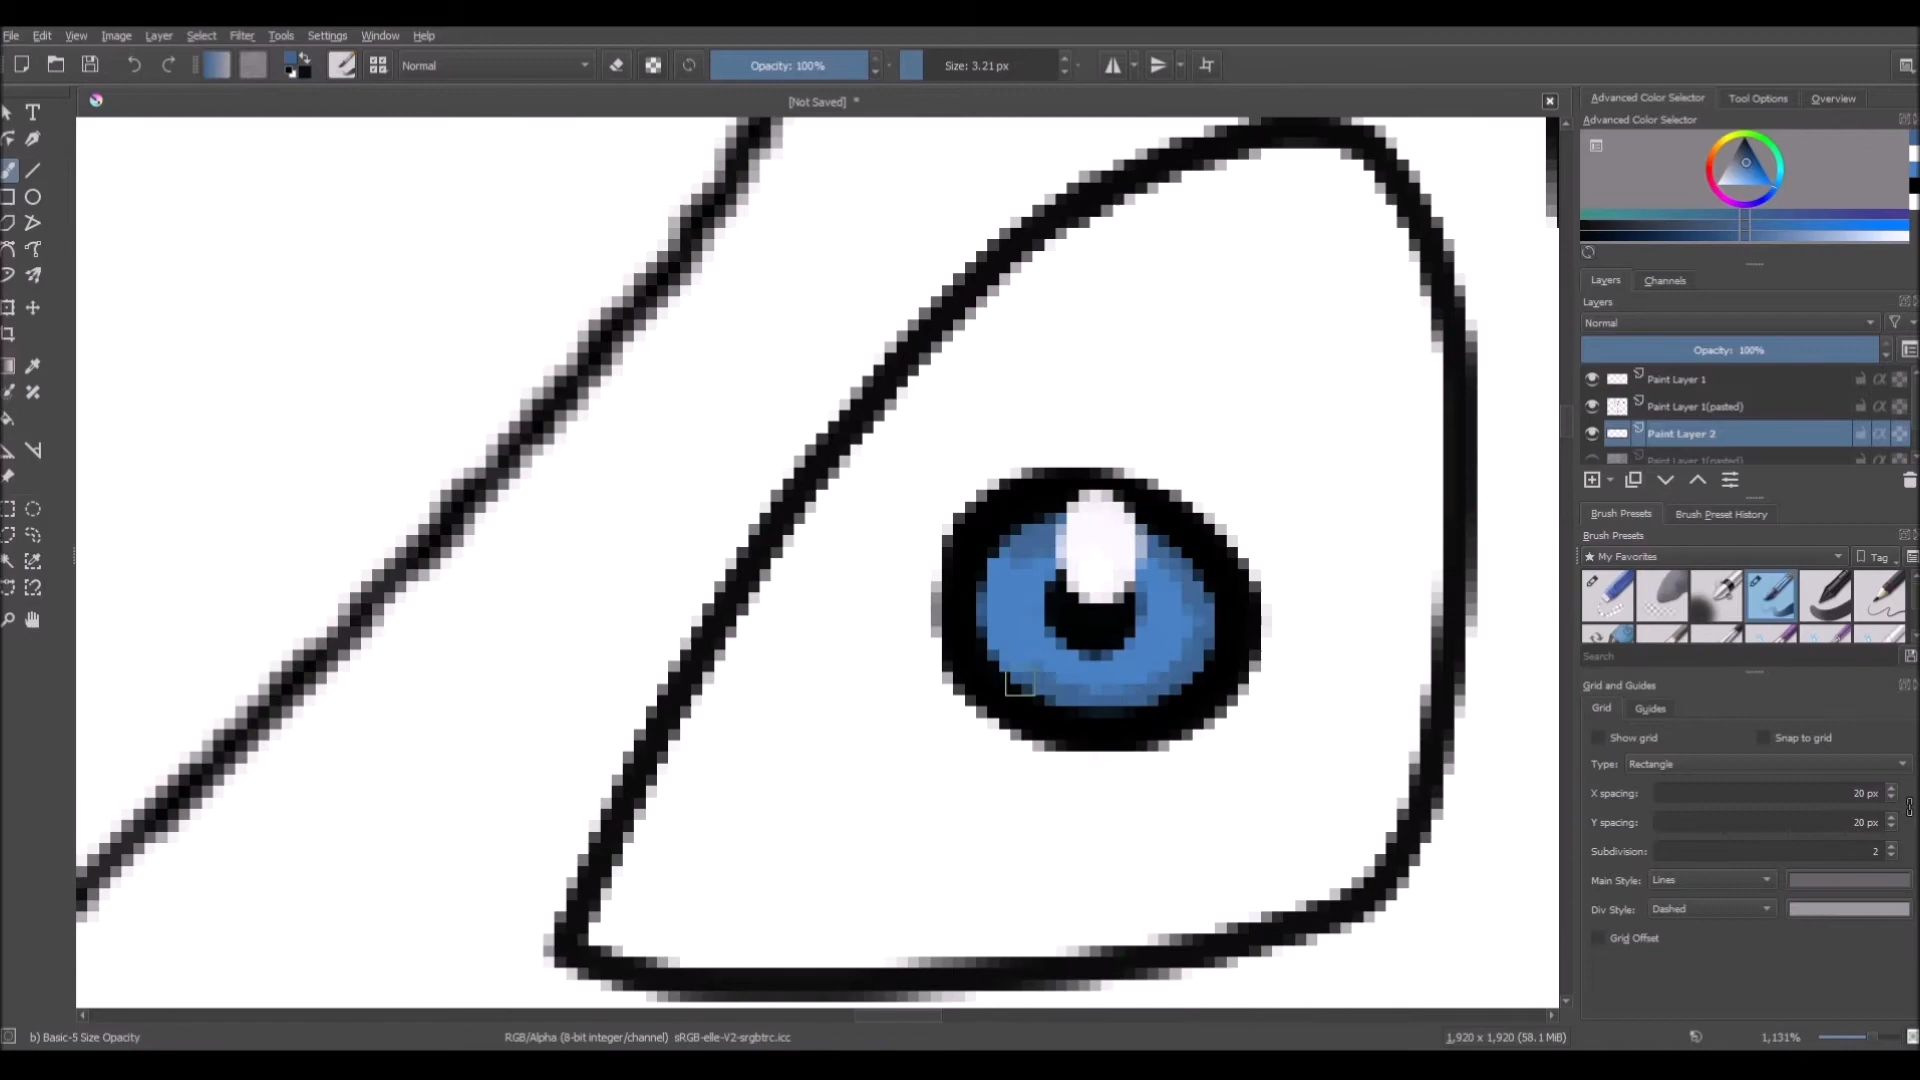 File Edit View Image Layer Select Filter Tools Settings Window Help
Normal Opacity: 100% Size: 3.21 px
[Not Saved] *
Advanced Color Selector Tool Options Overview
Advanced Color Selector
Layers Channels
Layers
Normal
Opacity: 100%
Paint Layer 1
Paint Layer 1(pasted)
Paint Layer 2
Paint Layer 1(pasted)
Brush Presets Brush Preset History
Brush Presets
★ My Favorites Tag
Search
Grid and Guides
Grid Guides
Show grid Snap to grid
Type: Rectangle
X spacing: 20 px
Y spacing: 20 px
Subdivision: 2
Main Style: Lines
Div Style: Dashed
Grid Offset
b) Basic-5 Size Opacity RGB/Alpha (8-bit integer/channel) sRGB-elle-V2-srgbtrc.icc 1,920 x 1,920 (58.1 MiB) 1,131%